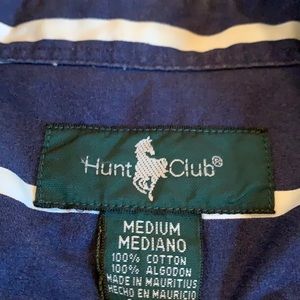 Hunt Club®
MEDIUM
MEDIANO
100% COTTON
100% ALGODON
MADE IN MAURITIUS
HECHO EN MAURICIO